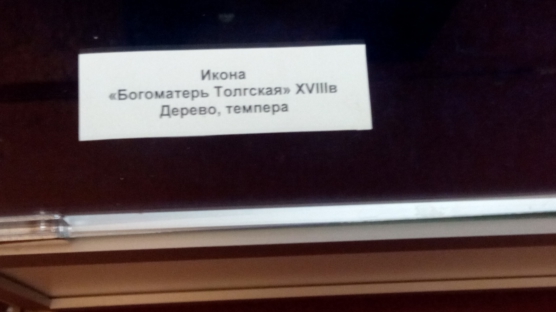 Икона
«Богоматерь Толгская» XVIIIв
Дерево, темпера